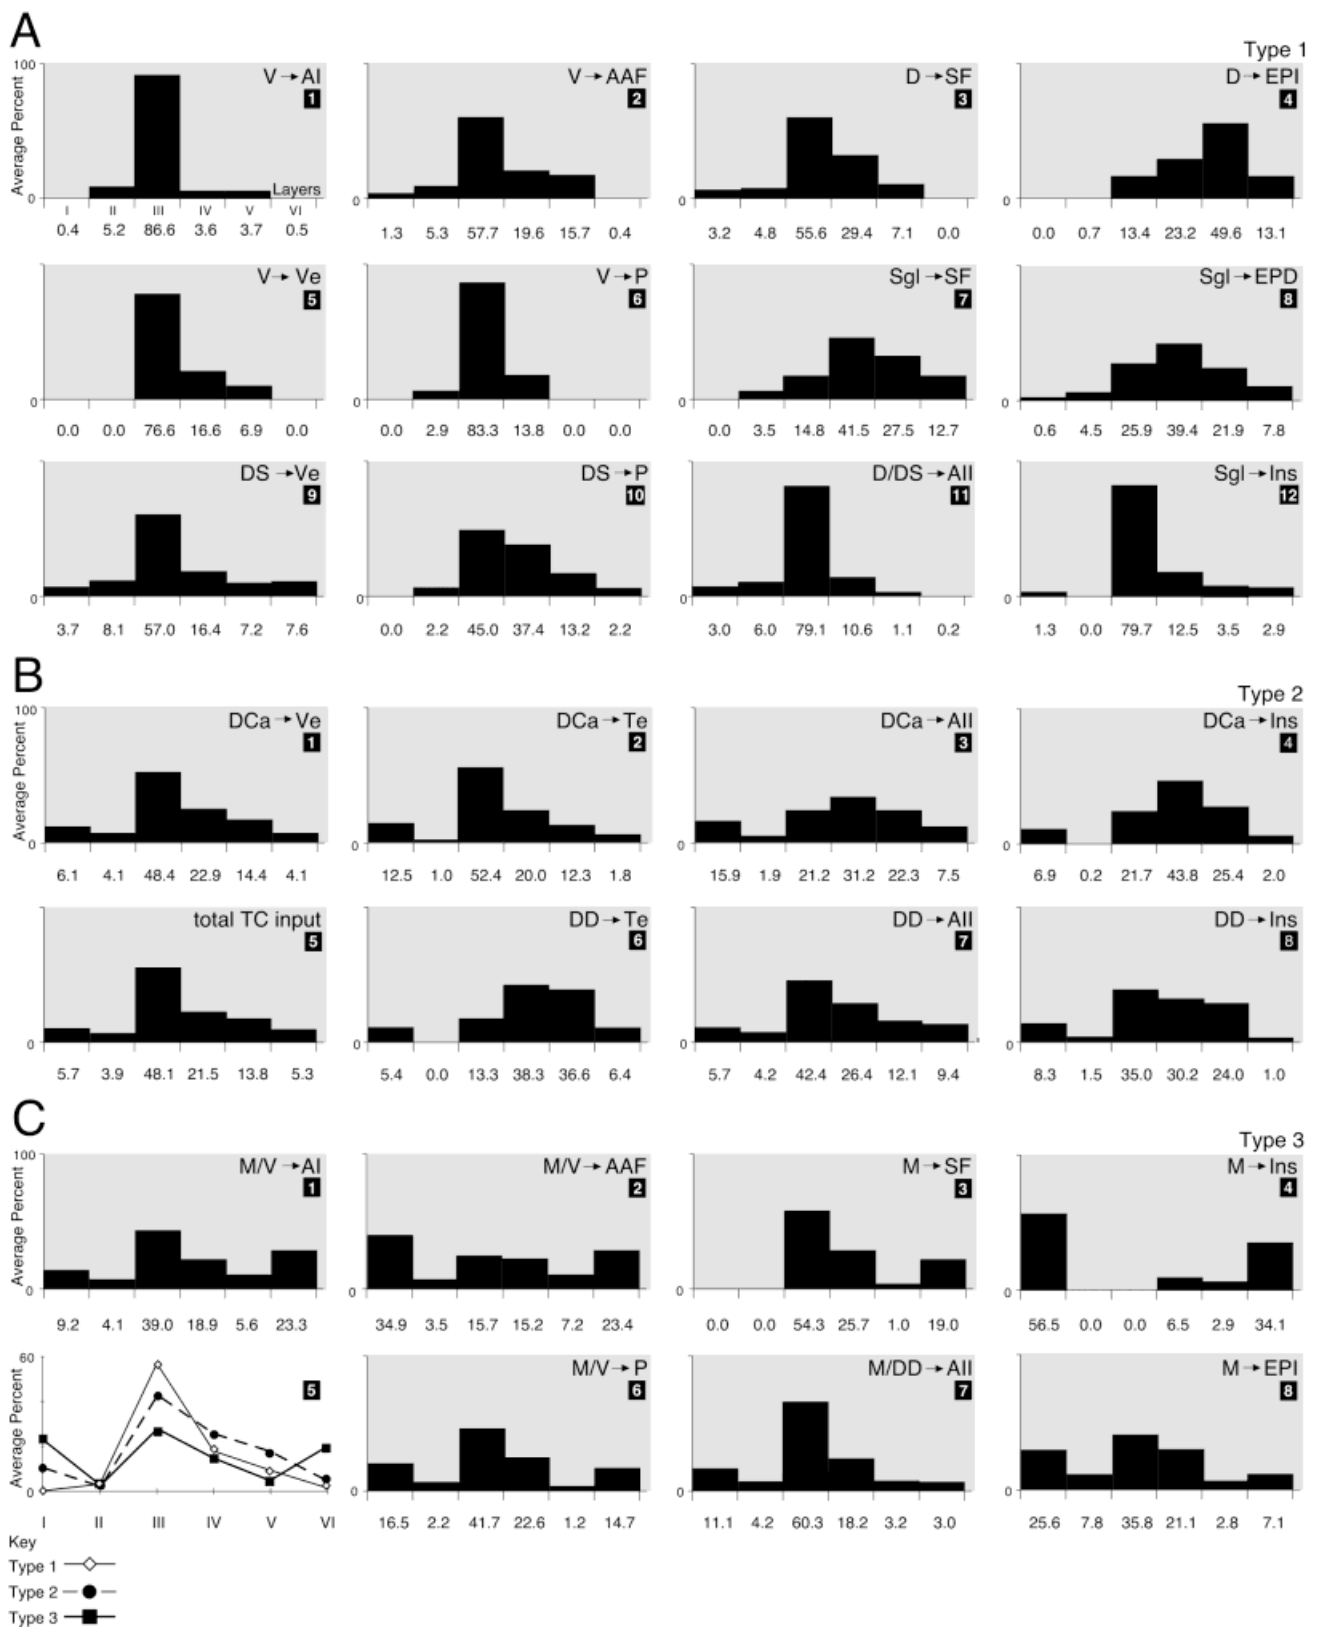 A
Type 1
100
Average Percent
0
V→AI
1
Layers
I II III IV V VI
0.4 5.2 86.6 3.6 3.7 0.5
V→AAF
2
0
1.3 5.3 57.7 19.6 15.7 0.4
D→SF
3
0
3.2 4.8 55.6 29.4 7.1 0.0
D→EPI
4
0
0.0 0.7 13.4 23.2 49.6 13.1
V→Ve
5
0
0.0 0.0 76.6 16.6 6.9 0.0
V→P
6
0
0.0 2.9 83.3 13.8 0.0 0.0
Sgl→SF
7
0
0.0 3.5 14.8 41.5 27.5 12.7
Sgl→EPD
8
0
0.6 4.5 25.9 39.4 21.9 7.8
DS→Ve
9
0
3.7 8.1 57.0 16.4 7.2 7.6
DS→P
10
0
0.0 2.2 45.0 37.4 13.2 2.2
D/DS→AII
11
0
3.0 6.0 79.1 10.6 1.1 0.2
Sgl→Ins
12
0
1.3 0.0 79.7 12.5 3.5 2.9
B
Type 2
100
Average Percent
0
DCa→Ve
1
6.1 4.1 48.4 22.9 14.4 4.1
DCa→Te
2
0
12.5 1.0 52.4 20.0 12.3 1.8
DCa→AII
3
0
15.9 1.9 21.2 31.2 22.3 7.5
DCa→Ins
4
0
6.9 0.2 21.7 43.8 25.4 2.0
total TC input
5
0
5.7 3.9 48.1 21.5 13.8 5.3
DD→Te
6
0
5.4 0.0 13.3 38.3 36.6 6.4
DD→AII
7
0
5.7 4.2 42.4 26.4 12.1 9.4
DD→Ins
8
0
8.3 1.5 35.0 30.2 24.0 1.0
C
Type 3
100
Average Percent
0
M/V→AI
1
9.2 4.1 39.0 18.9 5.6 23.3
M/V→AAF
2
0
34.9 3.5 15.7 15.2 7.2 23.4
M→SF
3
0
0.0 0.0 54.3 25.7 1.0 19.0
M→Ins
4
0
56.5 0.0 0.0 6.5 2.9 34.1
60
Average Percent
0
5
I II III IV V VI
M/V→P
6
0
16.5 2.2 41.7 22.6 1.2 14.7
M/DD→AII
7
0
11.1 4.2 60.3 18.2 3.2 3.0
M→EPI
8
0
25.6 7.8 35.8 21.1 2.8 7.1
Key
Type 1
Type 2
Type 3